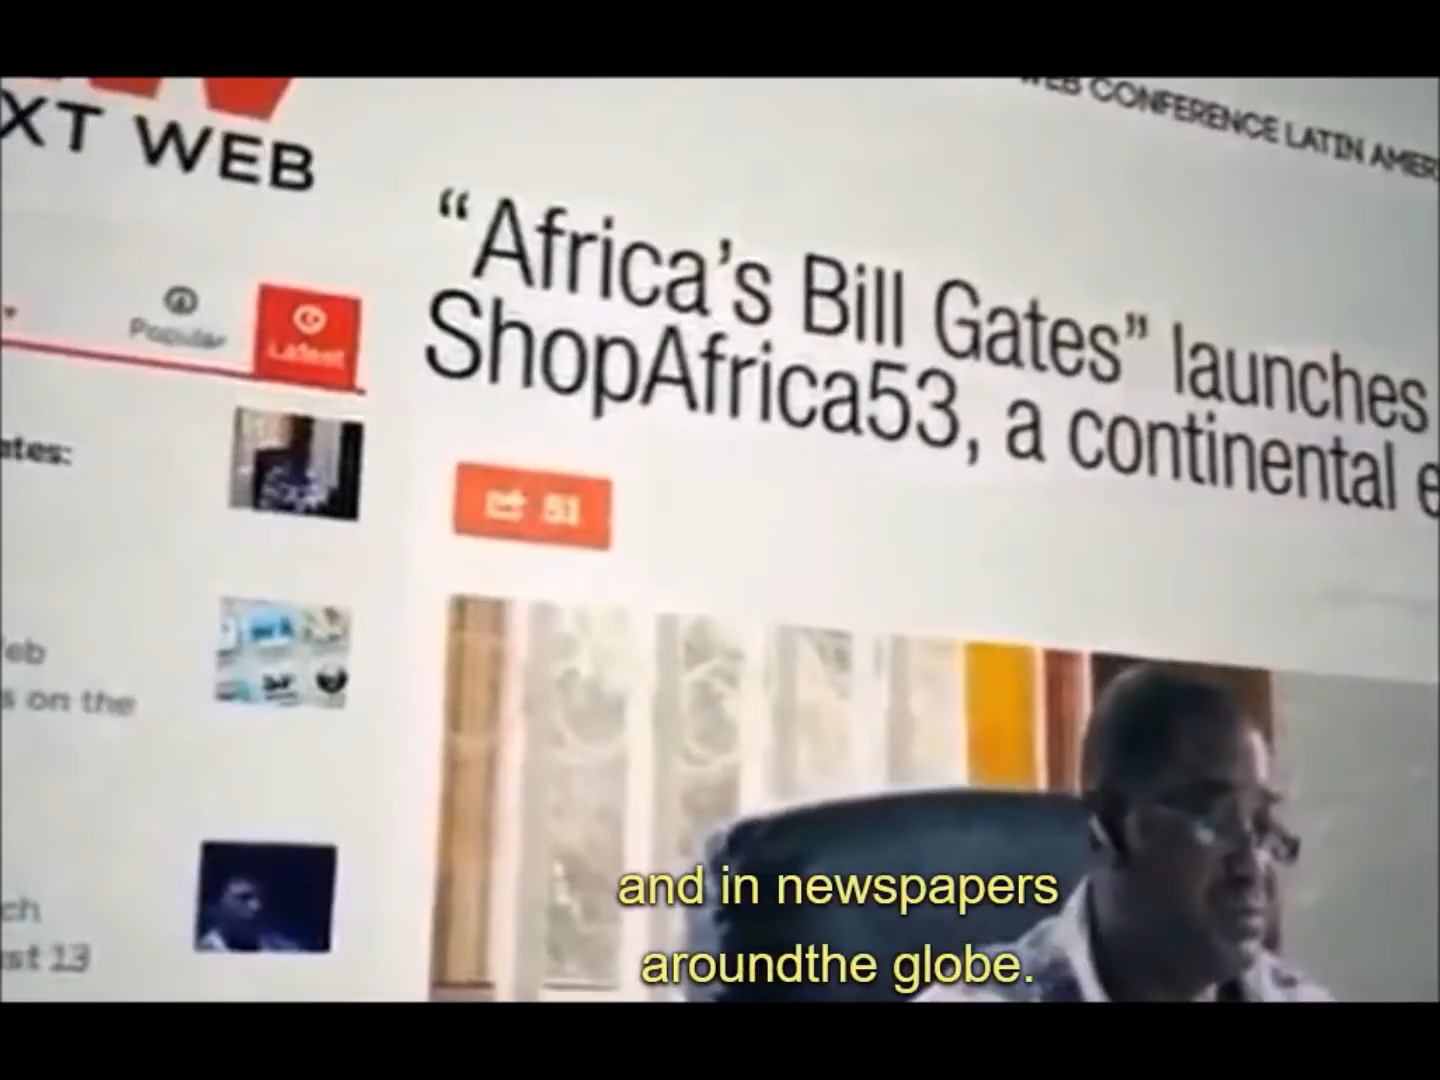 XT WEB
WEB CONFERENCE LATIN AMER
Popular
Latest
“Africa’s Bill Gates” launches
ShopAfrica53, a continental e
ates:
51
eb
s on the
ch
st 13
and in newspapers
aroundthe globe.